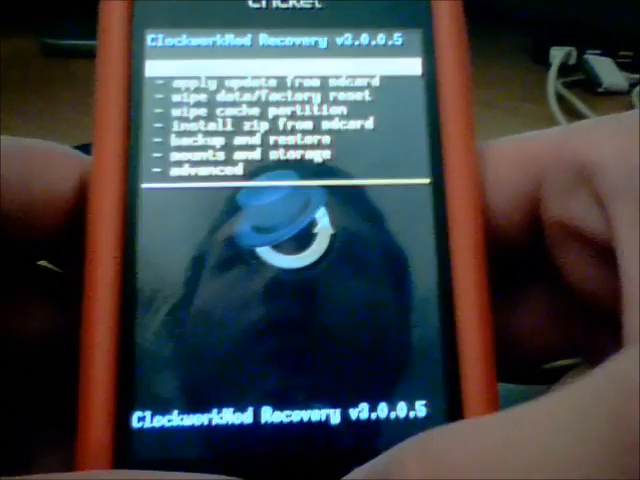 cricket
ClockworkMod Recovery v3.0.0.5
- apply update from sdcard
- wipe data/factory reset
- wipe cache partition
- install zip from sdcard
- backup and restore
- mounts and storage
- advanced
ClockworkMod Recovery v3.0.0.5